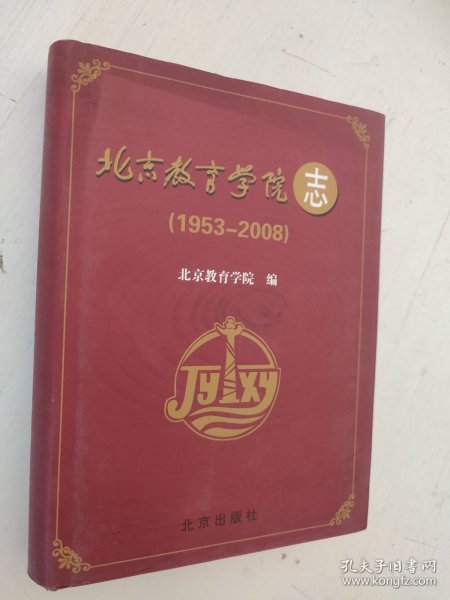 北京教育学院志
(1953-2008)
北京教育学院 编
JYXY
北京出版社
孔夫子旧书网
www.kongfz.com